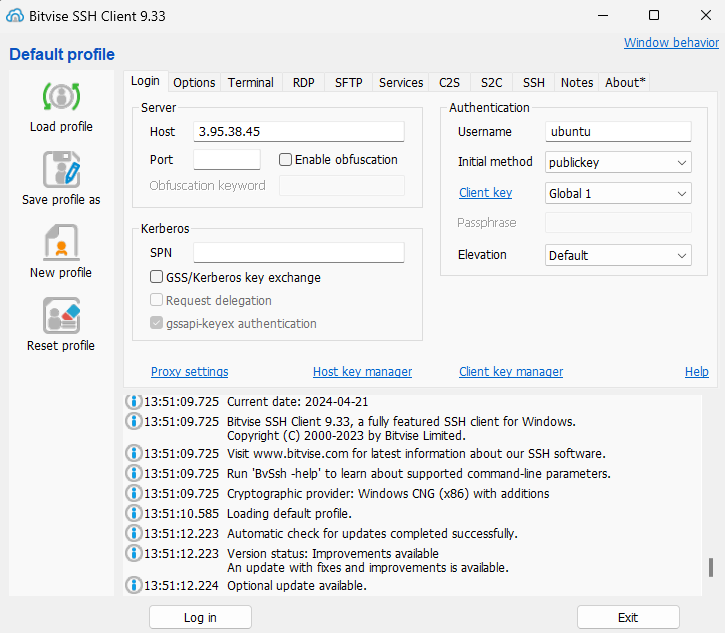 Bitvise SSH Client 9.33
Default profile
Window behavior
Load profile
Save profile as
New profile
Reset profile
Login Options Terminal RDP SFTP Services C2S S2C SSH Notes About*
Server
Host 3.95.38.45
Port Enable obfuscation
Obfuscation keyword
Kerberos
SPN
GSS/Kerberos key exchange
Request delegation
gssapi-keyex authentication
Authentication
Username ubuntu
Initial method publickey
Client key Global 1
Passphrase
Elevation Default
Proxy settings Host key manager Client key manager Help
13:51:09.725 Current date: 2024-04-21
13:51:09.725 Bitvise SSH Client 9.33, a fully featured SSH client for Windows.
Copyright (C) 2000-2023 by Bitvise Limited.
13:51:09.725 Visit www.bitvise.com for latest information about our SSH software.
13:51:09.725 Run 'BvSsh -help' to learn about supported command-line parameters.
13:51:09.725 Cryptographic provider: Windows CNG (x86) with additions
13:51:10.585 Loading default profile.
13:51:12.223 Automatic check for updates completed successfully.
13:51:12.223 Version status: Improvements available
An update with fixes and improvements is available.
13:51:12.224 Optional update available.
Log in Exit